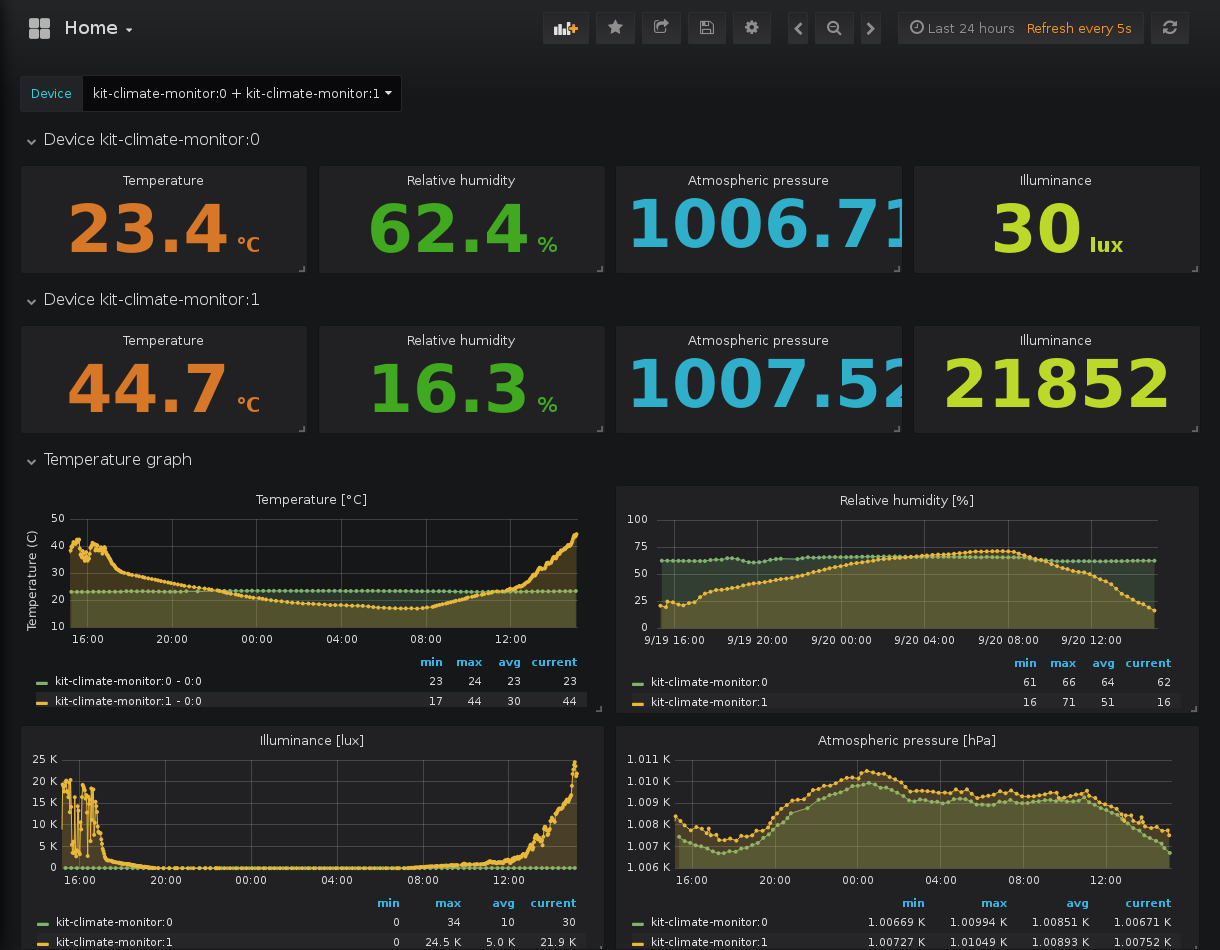 Home
Last 24 hours Refresh every 5s
Device kit-climate-monitor:0 + kit-climate-monitor:1
Device kit-climate-monitor:0
Temperature Relative humidity Atmospheric pressure Illuminance
23.4 °C 62.4 % 1006.71 30 lux
Device kit-climate-monitor:1
Temperature Relative humidity Atmospheric pressure Illuminance
44.7 °C 16.3 % 1007.52 21852
Temperature graph
Temperature [°C]
Temperature (C)
50
40
30
20
10
16:00 20:00 00:00 04:00 08:00 12:00
min max avg current
kit-climate-monitor:0 - 0:0 23 24 23 23
kit-climate-monitor:1 - 0:0 17 44 30 44
Relative humidity [%]
100
75
50
25
0
9/19 16:00 9/19 20:00 9/20 00:00 9/20 04:00 9/20 08:00 9/20 12:00
min max avg current
kit-climate-monitor:0 61 66 64 62
kit-climate-monitor:1 16 71 51 16
Illuminance [lux]
25 K
20 K
15 K
10 K
5 K
0
16:00 20:00 00:00 04:00 08:00 12:00
min max avg current
kit-climate-monitor:0 0 34 10 30
kit-climate-monitor:1 0 24.5 K 5.0 K 21.9 K
Atmospheric pressure [hPa]
1.011 K
1.010 K
1.009 K
1.008 K
1.007 K
1.006 K
16:00 20:00 00:00 04:00 08:00 12:00
min max avg current
kit-climate-monitor:0 1.00669 K 1.00994 K 1.00851 K 1.00671 K
kit-climate-monitor:1 1.00727 K 1.01049 K 1.00893 K 1.00752 K